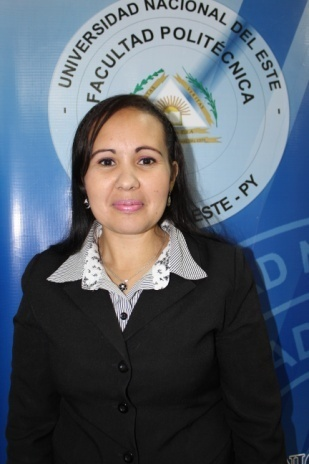 UNIVERSIDAD NACIONAL DEL ESTE
FACULTAD POLITÉCNICA
ESTE - PY